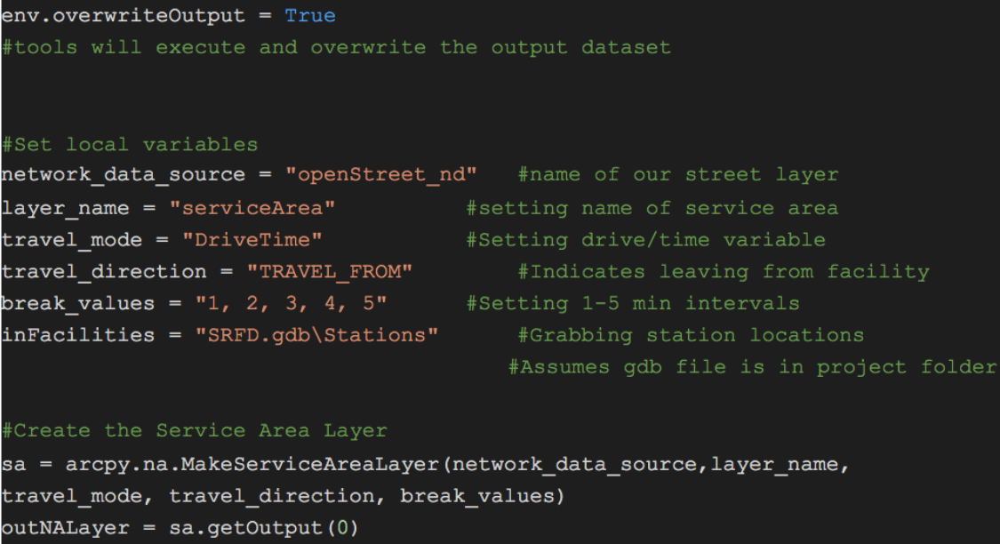 env.overwriteOutput = True
#tools will execute and overwrite the output dataset
#Set local variables
network_data_source = "openStreet_nd" #name of our street layer
layer_name = "serviceArea" #setting name of service area
travel_mode = "DriveTime" #Setting drive/time variable
travel_direction = "TRAVEL_FROM" #Indicates leaving from facility
break_values = "1, 2, 3, 4, 5" #Setting 1-5 min intervals
inFacilities = "SRFD.gdb\Stations" #Grabbing station locations
#Assumes gdb file is in project folder
#Create the Service Area Layer
sa = arcpy.na.MakeServiceAreaLayer(network_data_source,layer_name,
travel_mode, travel_direction, break_values)
outNALayer = sa.getOutput(0)